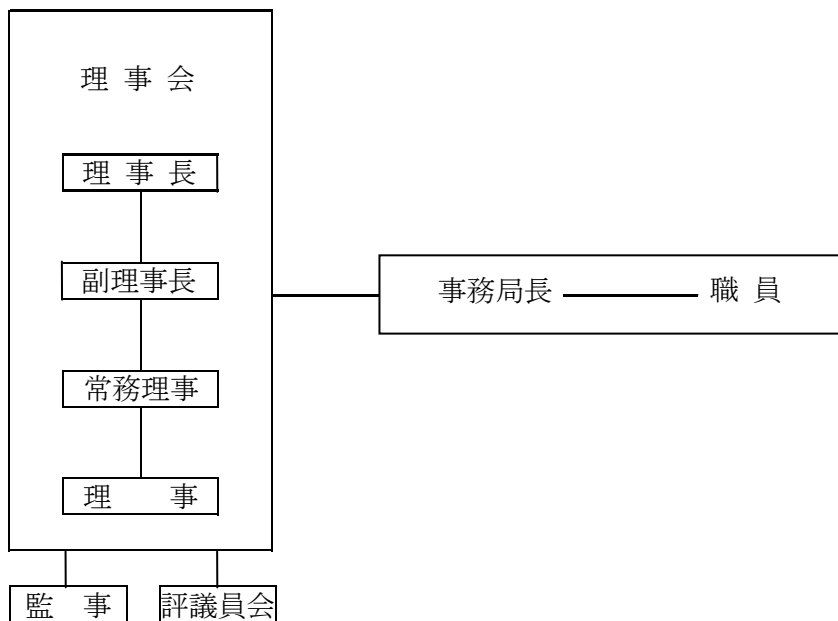 理 事 会
理 事 長
副理事長
事務局長 職 員
常務理事
理 事
監 事 評議員会